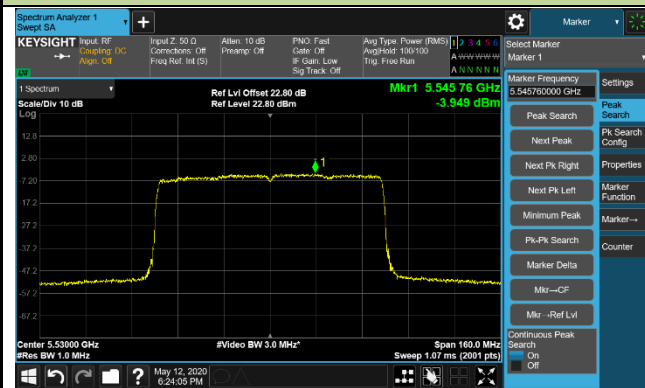 Spectrum Analyzer 1
Swept SA
KEYSIGHT
Input: RF
Coupling: DC
Align: Off
Input Z: 50 Ω
Corrections: Off
Freq Ref: Int (S)
Atten: 10 dB
Preamp: Off
PNO: Fast
Gate: Off
IF Gain: Low
Sig Track: Off
Avg Type: Power (RMS)
Avg|Hold: 100/100
Trig: Free Run
1 2 3 4 5 6
A W W W W W
A N N N N N
LW
1 Spectrum
Scale/Div 10 dB
Log
Ref Lvl Offset 22.80 dB
Ref Level 22.80 dBm
Mkr1 5.545 76 GHz
-3.949 dBm
12.8
2.80
-7.20
-17.2
-27.2
-37.2
-47.2
-57.2
-67.2
1
Center 5.53000 GHz
#Res BW 1.0 MHz
#Video BW 3.0 MHz*
Span 160.0 MHz
Sweep 1.07 ms (2001 pts)
May 12, 2020
6:24:05 PM
Marker
Select Marker
Marker 1
Marker Frequency
5.545760000 GHz
Peak Search
Next Peak
Next Pk Right
Next Pk Left
Minimum Peak
Pk-Pk Search
Marker Delta
Mkr→CF
Mkr→Ref Lvl
Continuous Peak
Search
On
Off
Settings
Peak
Search
Pk Search
Config
Properties
Marker
Function
Marker→
Counter